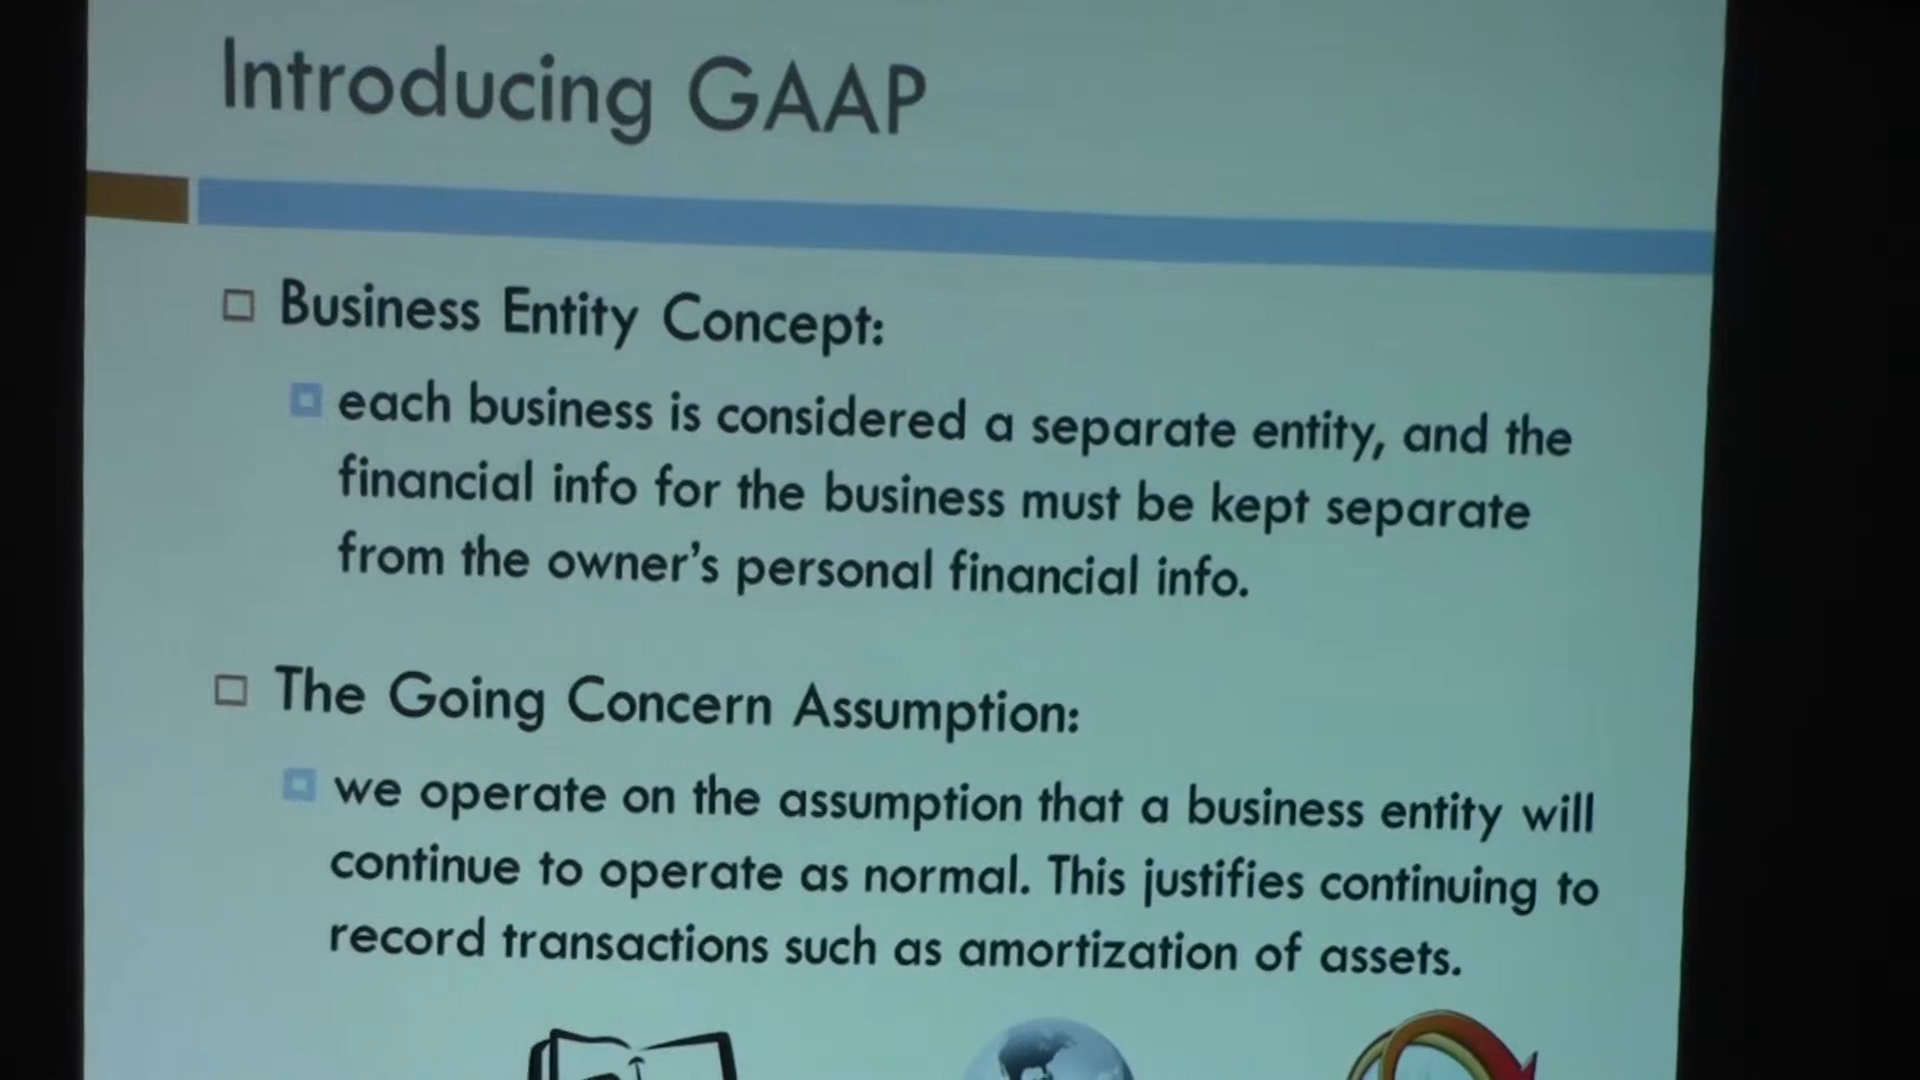 Introducing GAAP
Business Entity Concept:
each business is considered a separate entity, and the
financial info for the business must be kept separate
from the owner's personal financial info.
The Going Concern Assumption:
we operate on the assumption that a business entity will
continue to operate as normal. This justifies continuing to
record transactions such as amortization of assets.